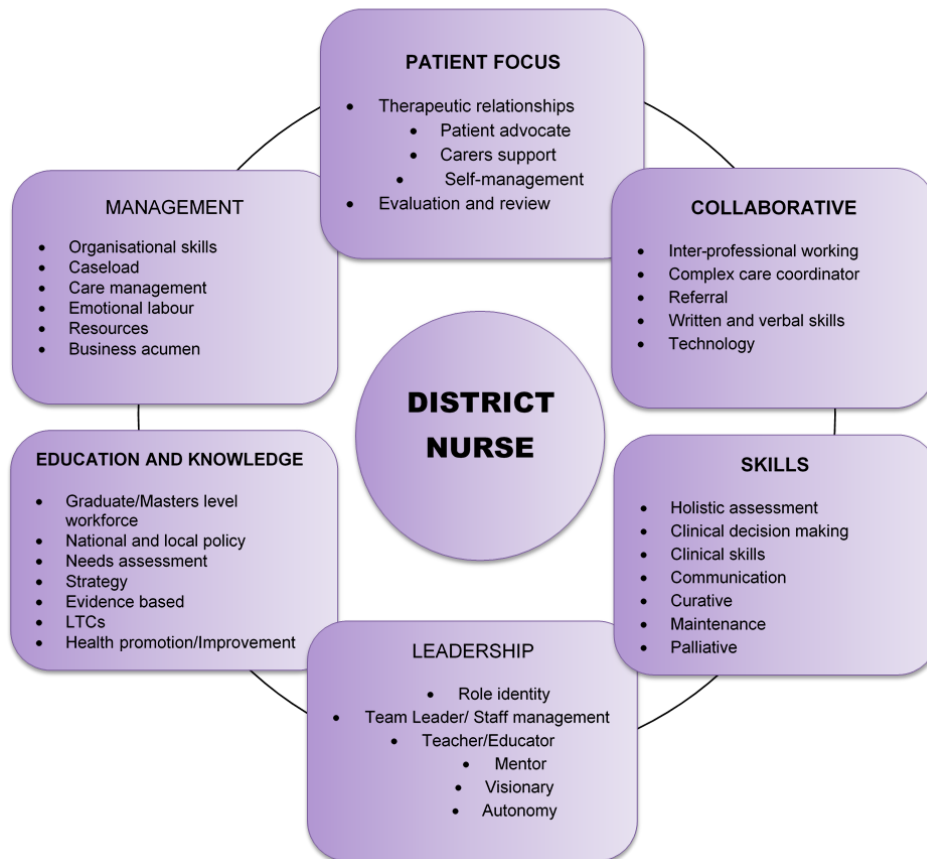 PATIENT FOCUS
• Therapeutic relationships
• Patient advocate
• Carers support
• Self-management
• Evaluation and review
COLLABORATIVE
• Inter-professional working
• Complex care coordinator
• Referral
• Written and verbal skills
• Technology
SKILLS
• Holistic assessment
• Clinical decision making
• Clinical skills
• Communication
• Curative
• Maintenance
• Palliative
LEADERSHIP
• Role identity
• Team Leader/ Staff management
• Teacher/Educator
• Mentor
• Visionary
• Autonomy
EDUCATION AND KNOWLEDGE
• Graduate/Masters level
workforce
• National and local policy
• Needs assessment
• Strategy
• Evidence based
• LTCs
• Health promotion/Improvement
MANAGEMENT
• Organisational skills
• Caseload
• Care management
• Emotional labour
• Resources
• Business acumen
DISTRICT
NURSE